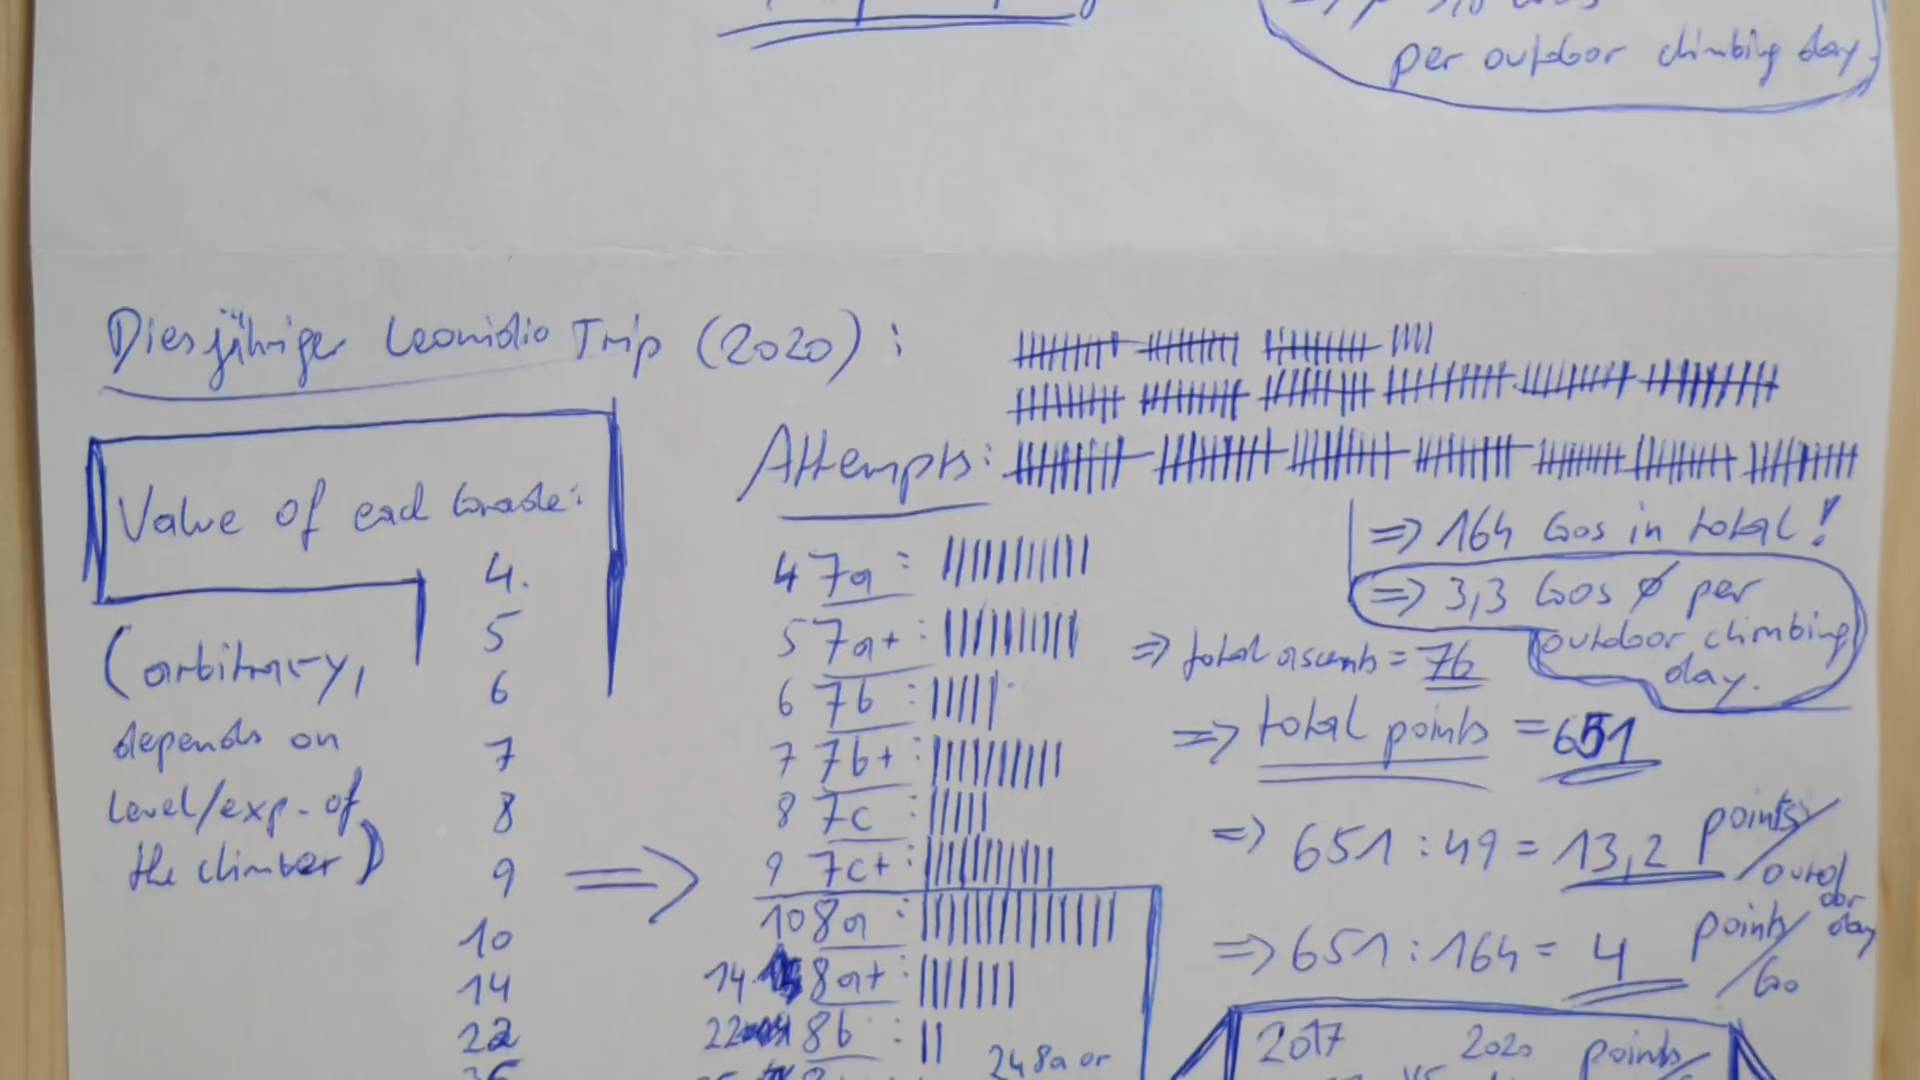 per outdoor climbing day.
Diesjähriger Leonidio Trip (2020):
Value of each Grade:
4.
5
6
7
8
9
10
14
22
(arbitrary,
depends on
level/exp. of
the climber)
Attempts:
4 7a:
5 7a+:
6 7b:
7 7b+:
8 7c:
9 7c+:
10 8a:
14 8a+:
22 8b:
24 8a or
=> 164 Gos in total!
=> 3,3 Gos Ø per
outdoor climbing
day.
=> total ascents = 76
=> total points = 651
=> 651 : 49 = 13,2 points/
outdoor
day
=> 651 : 164 = 4 points/
Go
2017 2020 points/
VS